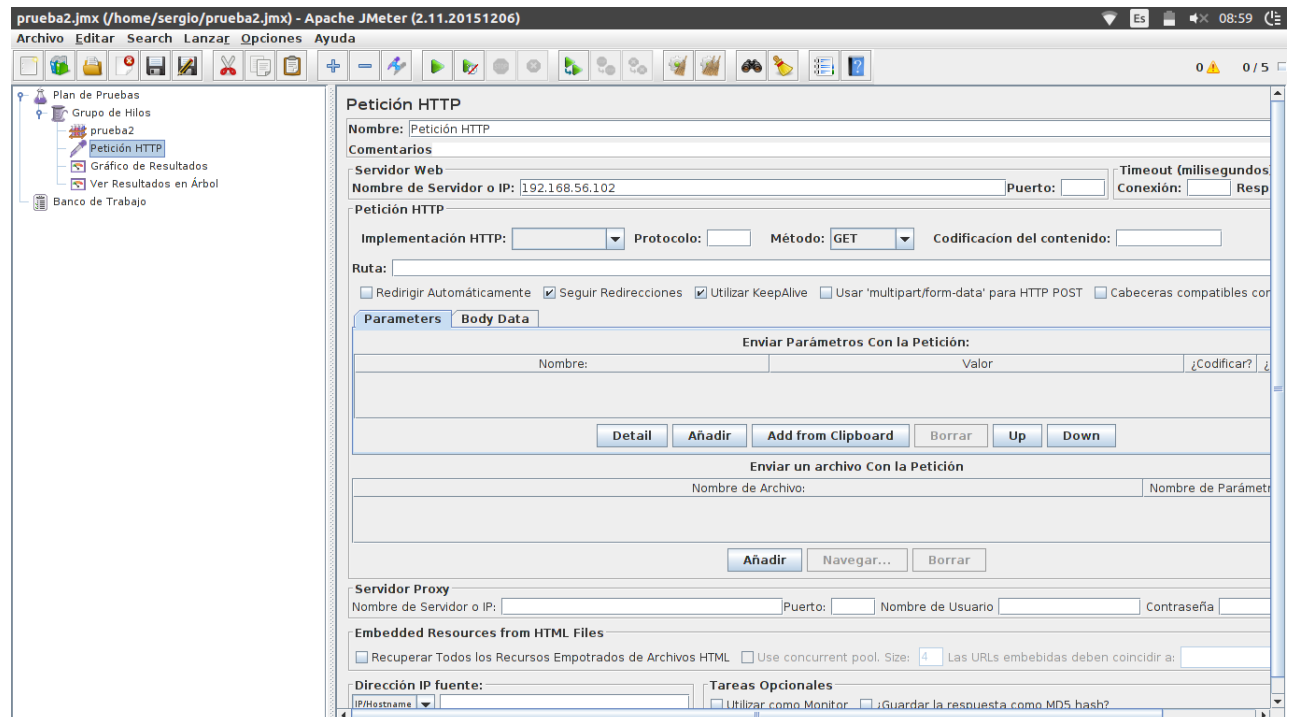 prueba2.jmx (/home/sergio/prueba2.jmx) - Apache JMeter (2.11.20151206) Es 08:59
Archivo Editar Search Lanzar Opciones Ayuda
0 0 / 5
Plan de Pruebas
Grupo de Hilos
prueba2
Petición HTTP
Gráfico de Resultados
Ver Resultados en Árbol
Banco de Trabajo
Petición HTTP
Nombre: Petición HTTP
Comentarios
Servidor Web Timeout (milisegundos
Nombre de Servidor o IP: 192.168.56.102 Puerto: Conexión: Resp
Petición HTTP
Implementación HTTP: Protocolo: Método: GET Codificacíon del contenido:
Ruta:
Redirigir Automáticamente Seguir Redirecciones Utilizar KeepAlive Usar 'multipart/form-data' para HTTP POST Cabeceras compatibles con
Parameters Body Data
Enviar Parámetros Con la Petición:
Nombre: Valor ¿Codificar? ¿
Detail Añadir Add from Clipboard Borrar Up Down
Enviar un archivo Con la Petición
Nombre de Archivo: Nombre de Parámetr
Añadir Navegar... Borrar
Servidor Proxy
Nombre de Servidor o IP: Puerto: Nombre de Usuario Contraseña
Embedded Resources from HTML Files
Recuperar Todos los Recursos Empotrados de Archivos HTML Use concurrent pool. Size: 4 Las URLs embebidas deben coincidir a:
Dirección IP fuente: Tareas Opcionales
IP/Hostname Utilizar como Monitor ¿Guardar la respuesta como MD5 hash?